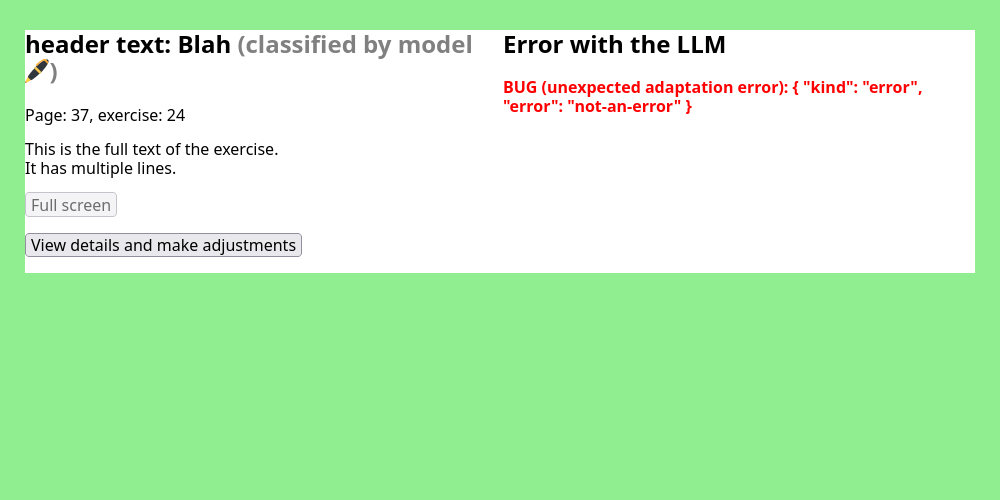 header text: Blah (classified by model
🖋️)
Page: 37, exercise: 24
This is the full text of the exercise.
It has multiple lines.
Full screen
View details and make adjustments
Error with the LLM
BUG (unexpected adaptation error): { "kind": "error",
"error": "not-an-error" }